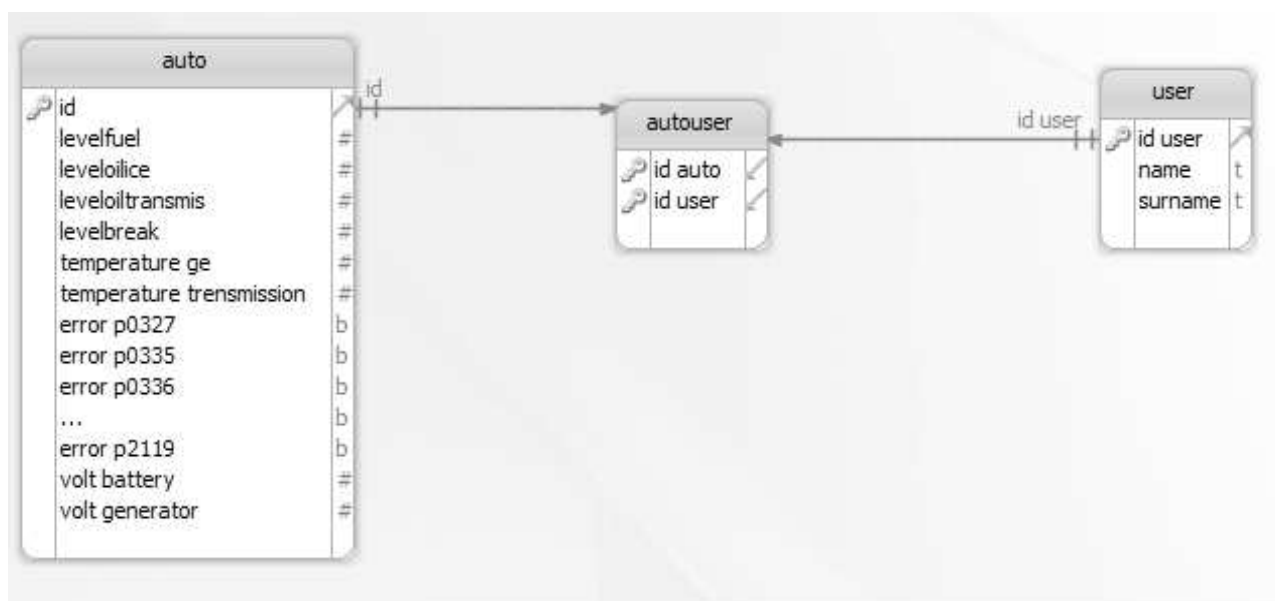 auto
id
levelfuel #
leveloilice #
leveloiltransmis #
levelbreak #
temperature ge #
temperature trensmission #
error p0327 b
error p0335 b
error p0336 b
... b
error p2119 b
volt battery #
volt generator #
id
autouser
id auto
id user
id user
user
id user
name t
surname t